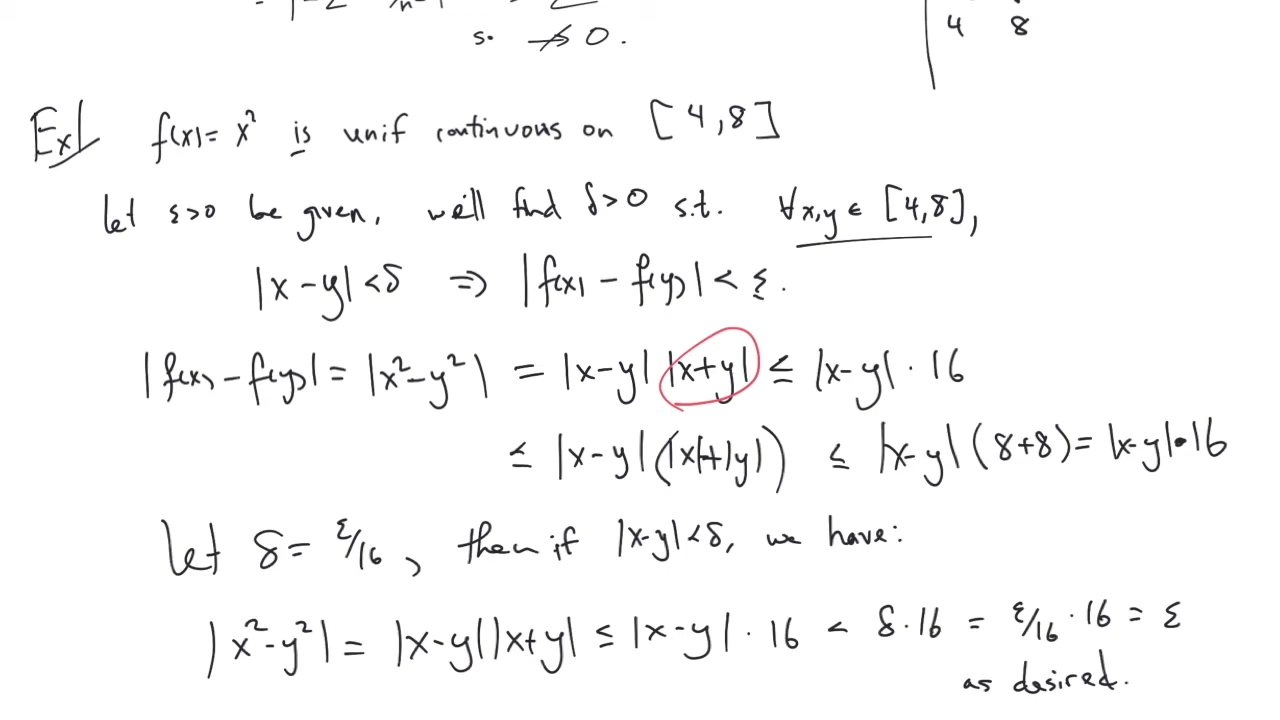 so ↛ 0.
4 8
Ex/ f(x) = x² is unif continuous on [4,8]
Let ε>0 be given, we'll find δ>0 s.t. ∀x,y ∈ [4,8],
|x-y|<δ ⇒ |f(x) - f(y)| < ε.
|f(x) - f(y)| = |x²-y²| = |x-y| |x+y| ≤ |x-y| · 16
≤ |x-y| (|x|+|y|) ≤ |x-y| (8+8) = |x-y|·16
Let δ = ε/16, then if |x-y|<δ, we have:
|x²-y²| = |x-y||x+y| ≤ |x-y| · 16 < δ·16 = ε/16 · 16 = ε
as desired.